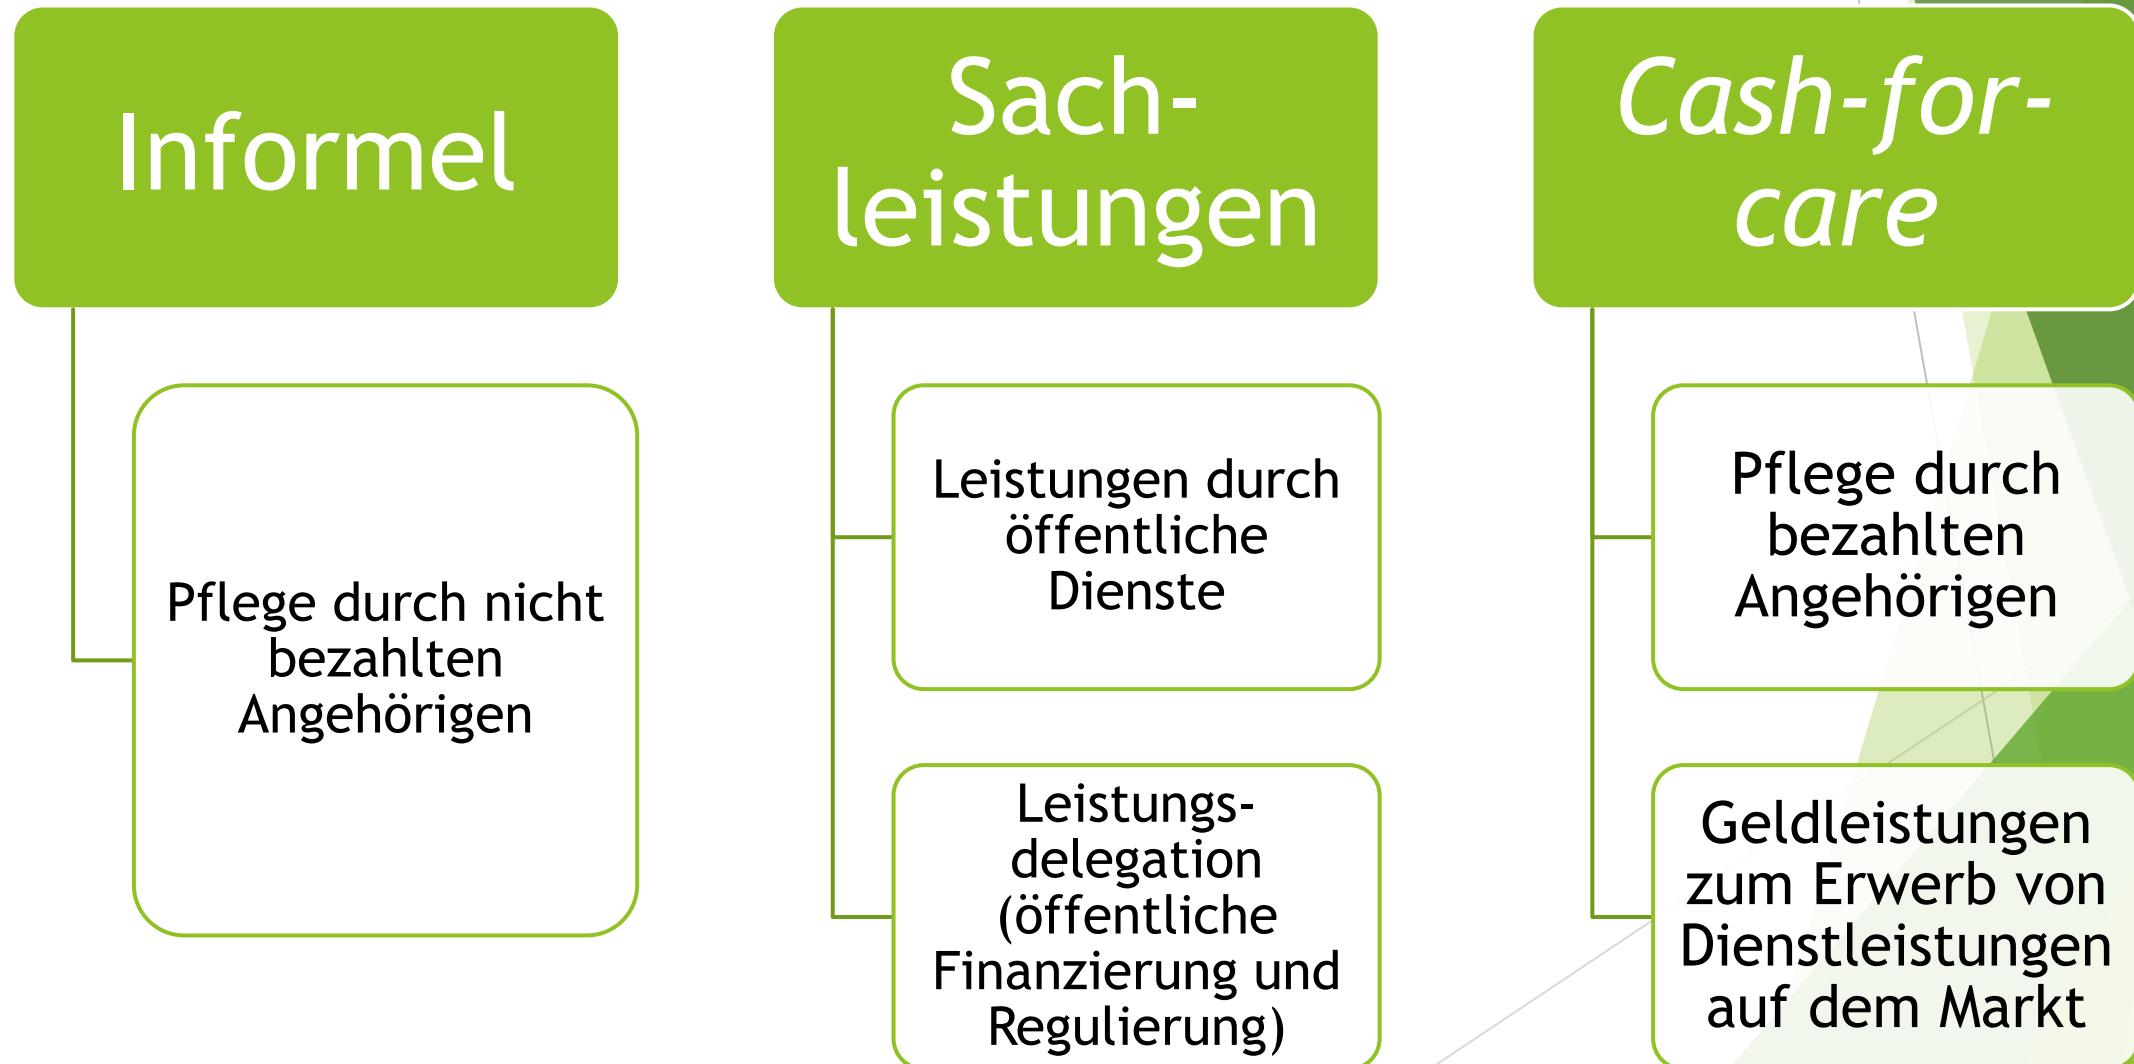 Informel
Pflege durch nicht
bezahlten
Angehörigen
Sach-
leistungen
Leistungen durch
öffentliche
Dienste
Leistungs-
delegation
(öffentliche
Finanzierung und
Regulierung)
Cash-for-
care
Pflege durch
bezahlten
Angehörigen
Geldleistungen
zum Erwerb von
Dienstleistungen
auf dem Markt